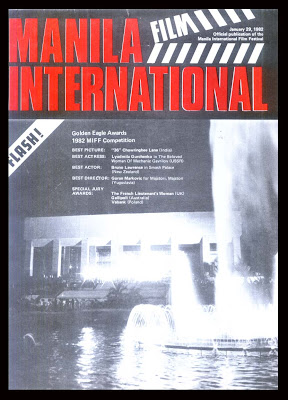 MANILA
FILM
INTERNATIONAL
January 29, 1982
Official publication of the
Manila International Film Festival
FLASH!
Golden Eagle Awards
1982 MIFF Competition
BEST PICTURE: "36" Chowringhee Lane (India)
BEST ACTRESS: Lyudmila Gurchenko in The Beloved
Woman Of Mechanic Gavrilov (USSR)
BEST ACTOR: Bruno Lawrence in Smash Palace
(New Zealand)
BEST DIRECTOR: Goran Markovic for Majstori, Majstori
(Yugoslavia)
SPECIAL JURY
AWARDS: The French Lieutenant's Woman (UK)
Gallipoli (Australia)
(Poland)